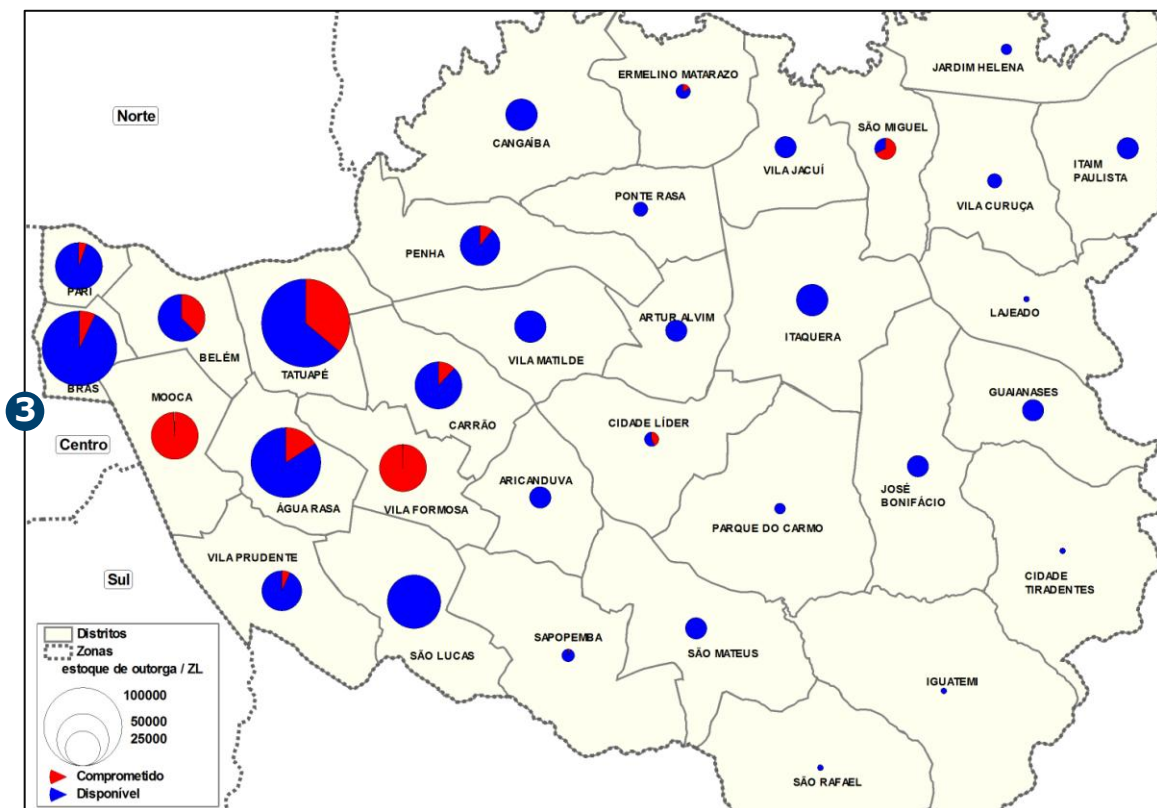 Norte
ERMELINO MATARAZO
JARDIM HELENA
CANGAÍBA
SÃO MIGUEL
VILA JACUÍ
ITAIM
PAULISTA
PONTE RASA
VILA CURUÇA
PENHA
PARI
BELÉM
TATUAPÉ
BRÁS
VILA MATILDE
ARTUR ALVIM
ITAQUERA
LAJEADO
MOOCA
CARRÃO
CIDADE LÍDER
GUAIANASES
3
Centro
ÁGUA RASA
VILA FORMOSA
ARICANDUVA
JOSÉ
BONIFÁCIO
PARQUE DO CARMO
VILA PRUDENTE
Sul
CIDADE
TIRADENTES
SÃO LUCAS
SAPOPEMBA
SÃO MATEUS
IGUATEMI
SÃO RAFAEL
Distritos
Zonas
estoque de outorga / ZL
100000
50000
25000
Comprometido
Disponível